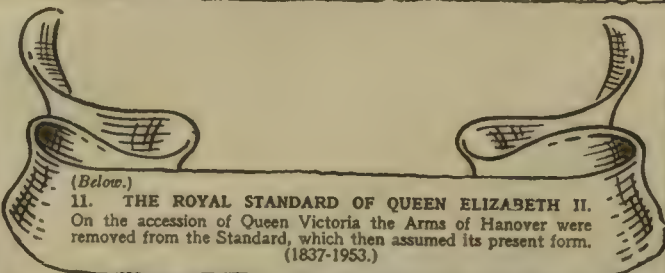 (Below.)
11. THE ROYAL STANDARD OF QUEEN ELIZABETH II.
On the accession of Queen Victoria the Arms of Hanover were
removed from the Standard, which then assumed its present form.
(1837-1953.)